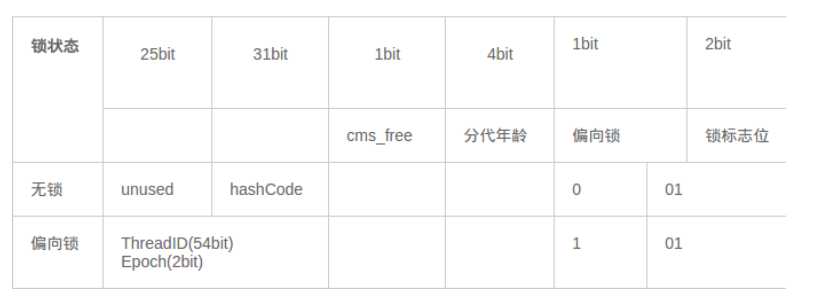 锁状态 25bit 31bit 1bit 4bit 1bit 2bit
cms_free 分代年龄 偏向锁 锁标志位
无锁 unused hashCode 0 01
偏向锁 ThreadID(54bit) 1 01
Epoch(2bit)